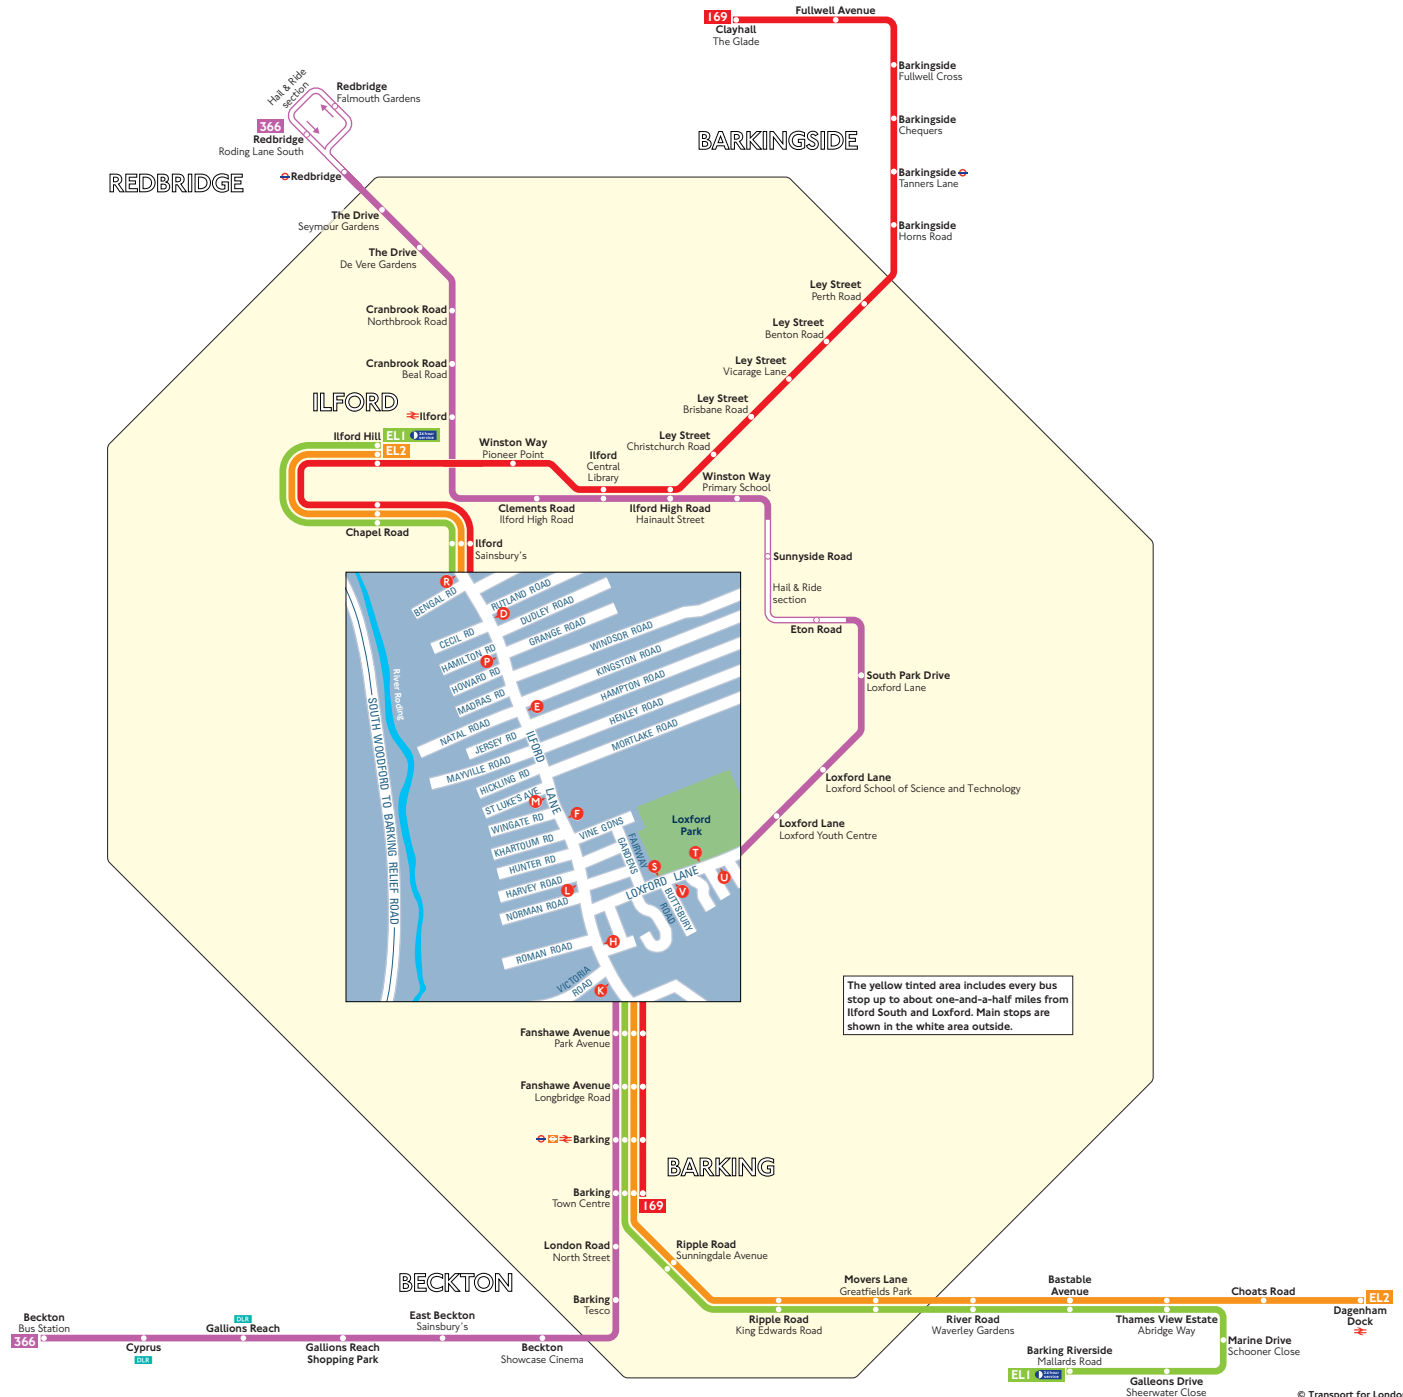 169
Clayhall
The Glade
Fullwell Avenue
Barkingside
Fullwell Cross
Barkingside
Chequers
Barkingside
Tanners Lane
Barkingside
Horns Road
BARKINGSIDE
Hail & Ride
section
Redbridge
Falmouth Gardens
366
Redbridge
Roding Lane South
Redbridge
REDBRIDGE
The Drive
Seymour Gardens
The Drive
De Vere Gardens
Cranbrook Road
Northbrook Road
Cranbrook Road
Beal Road
ILFORD
Ilford
Ley Street
Perth Road
Ley Street
Benton Road
Ley Street
Vicarage Lane
Ley Street
Brisbane Road
Ley Street
Christchurch Road
Ilford Hill
EL1
24 hour
service
EL2
Winston Way
Pioneer Point
Ilford
Central
Library
Winston Way
Primary School
Clements Road
Ilford High Road
Ilford High Road
Hainault Street
Chapel Road
Ilford
Sainsbury's
Sunnyside Road
Hail & Ride
section
Eton Road
South Park Drive
Loxford Lane
Loxford Lane
Loxford School of Science and Technology
Loxford Lane
Loxford Youth Centre
R
BENGAL RD
RUTLAND ROAD
D
DUDLEY ROAD
CECIL RD
GRANGE ROAD
HAMILTON RD
P
WINDSOR ROAD
HOWARD RD
KINGSTON ROAD
MADRAS RD
HAMPTON ROAD
E
NATAL ROAD
HENLEY ROAD
JERSEY RD
MORTLAKE ROAD
ILFORD
LANE
MAYVILLE ROAD
HICKLING RD
ST LUKE'S AVE
M
F
WINGATE RD
VINE GDNS
KHARTOUM RD
FAIRWAY
GARDENS
HUNTER RD
HARVEY ROAD
L
NORMAN ROAD
LOXFORD LANE
Loxford
Park
S
T
V
U
BUTTSBURY
ROAD
ROMAN ROAD
H
VICTORIA
ROAD
K
River Roding
SOUTH WOODFORD TO BARKING RELIEF ROAD
The yellow tinted area includes every bus
stop up to about one-and-a-half miles from
Ilford South and Loxford. Main stops are
shown in the white area outside.
Fanshawe Avenue
Park Avenue
Fanshawe Avenue
Longbridge Road
Barking
BARKING
Barking
Town Centre
169
London Road
North Street
Ripple Road
Sunningdale Avenue
BECKTON
Barking
Tesco
Beckton
Bus Station
366
Cyprus
DLR
DLR
Gallions Reach
Gallions Reach
Shopping Park
East Beckton
Sainsbury's
Beckton
Showcase Cinema
Ripple Road
King Edwards Road
Movers Lane
Greatfields Park
River Road
Waverley Gardens
Bastable
Avenue
Thames View Estate
Abridge Way
Choats Road
EL2
Dagenham
Dock
Marine Drive
Schooner Close
Barking Riverside
Mallards Road
EL1
24 hour
service
Galleons Drive
Sheerwater Close
© Transport for London